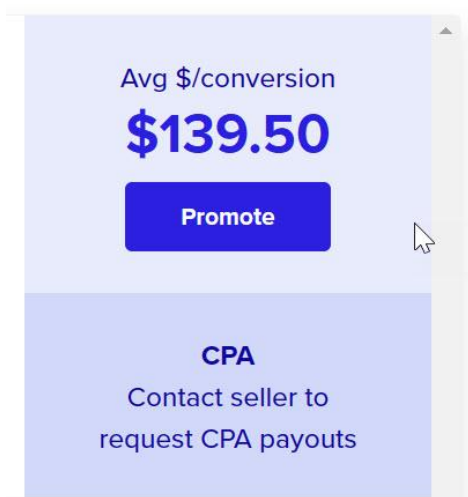 Avg $/conversion
$139.50
Promote
CPA
Contact seller to
request CPA payouts